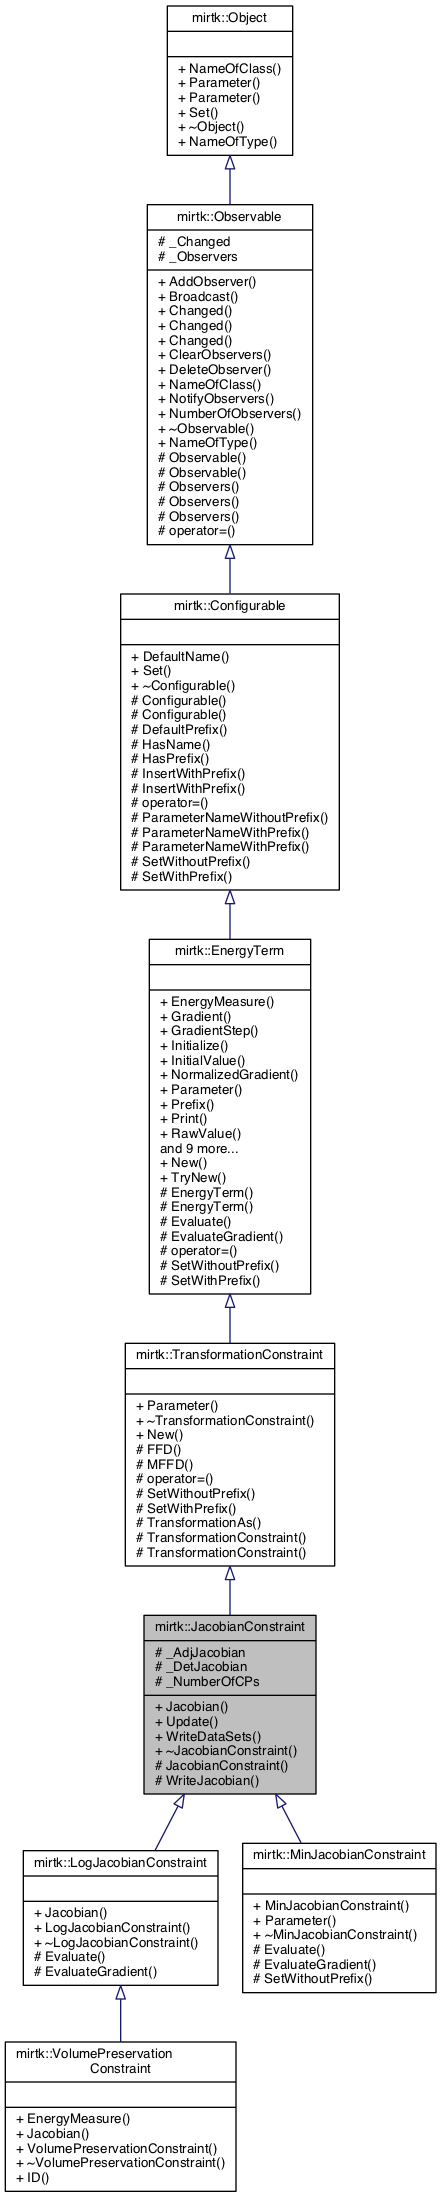 mirtk::Object
+ NameOfClass()
+ Parameter()
+ Parameter()
+ Set()
+ ~Object()
+ NameOfType()
mirtk::Observable
# _Changed
# _Observers
+ AddObserver()
+ Broadcast()
+ Changed()
+ Changed()
+ Changed()
+ ClearObservers()
+ DeleteObserver()
+ NameOfClass()
+ NotifyObservers()
+ NumberOfObservers()
+ ~Observable()
+ NameOfType()
# Observable()
# Observable()
# Observers()
# Observers()
# Observers()
# operator=()
mirtk::Configurable
+ DefaultName()
+ Set()
+ ~Configurable()
# Configurable()
# Configurable()
# DefaultPrefix()
# HasName()
# HasPrefix()
# InsertWithPrefix()
# InsertWithPrefix()
# operator=()
# ParameterNameWithoutPrefix()
# ParameterNameWithPrefix()
# ParameterNameWithPrefix()
# SetWithoutPrefix()
# SetWithPrefix()
mirtk::EnergyTerm
+ EnergyMeasure()
+ Gradient()
+ GradientStep()
+ Initialize()
+ InitialValue()
+ NormalizedGradient()
+ Parameter()
+ Prefix()
+ Print()
+ RawValue()
and 9 more...
+ New()
+ TryNew()
# EnergyTerm()
# EnergyTerm()
# Evaluate()
# EvaluateGradient()
# operator=()
# SetWithoutPrefix()
# SetWithPrefix()
mirtk::TransformationConstraint
+ Parameter()
+ ~TransformationConstraint()
+ New()
# FFD()
# MFFD()
# operator=()
# SetWithoutPrefix()
# SetWithPrefix()
# TransformationAs()
# TransformationConstraint()
# TransformationConstraint()
mirtk::JacobianConstraint
# _AdjJacobian
# _DetJacobian
# _NumberOfCPs
+ Jacobian()
+ Update()
+ WriteDataSets()
+ ~JacobianConstraint()
# JacobianConstraint()
# WriteJacobian()
mirtk::LogJacobianConstraint
+ Jacobian()
+ LogJacobianConstraint()
+ ~LogJacobianConstraint()
# Evaluate()
# EvaluateGradient()
mirtk::MinJacobianConstraint
+ MinJacobianConstraint()
+ Parameter()
+ ~MinJacobianConstraint()
# Evaluate()
# EvaluateGradient()
# SetWithoutPrefix()
mirtk::VolumePreservation
Constraint
+ EnergyMeasure()
+ Jacobian()
+ VolumePreservationConstraint()
+ ~VolumePreservationConstraint()
+ ID()